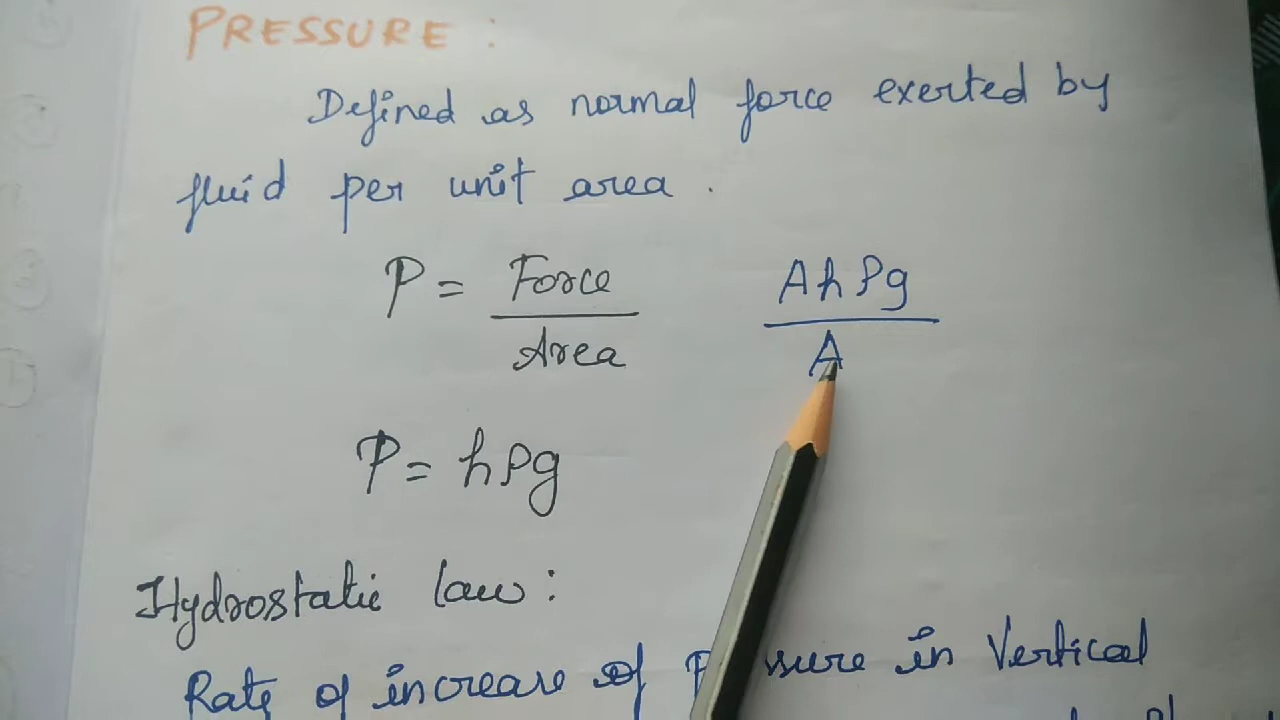 PRESSURE :
Defined as normal force exerted by
fluid per unit area .
P = Force / Area AhPg / A
P = hPg
Hydrostatic law :
Rate of increase of in Vertical